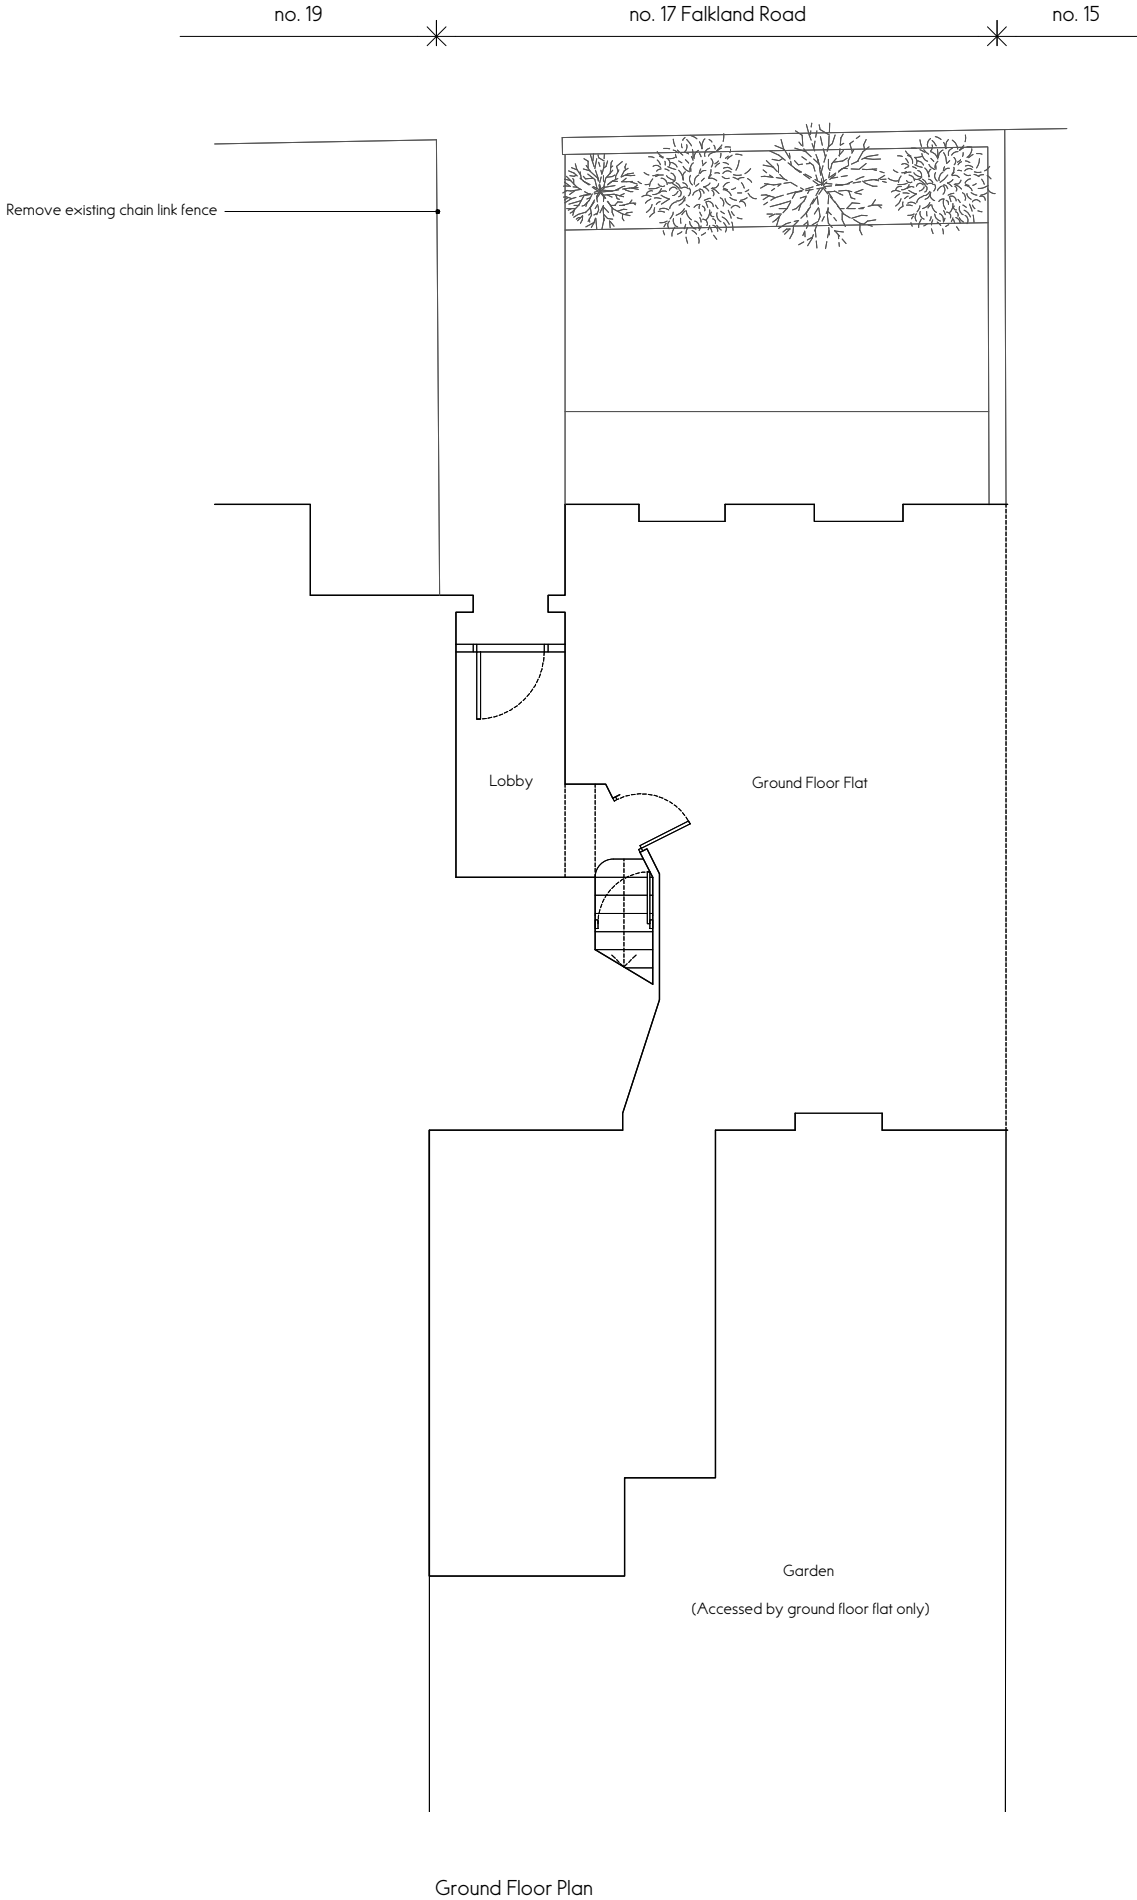 no. 19
no. 17 Falkland Road
no. 15
Remove existing chain link fence
Lobby
Ground Floor Flat
Garden
(Accessed by ground floor flat only)
Ground Floor Plan